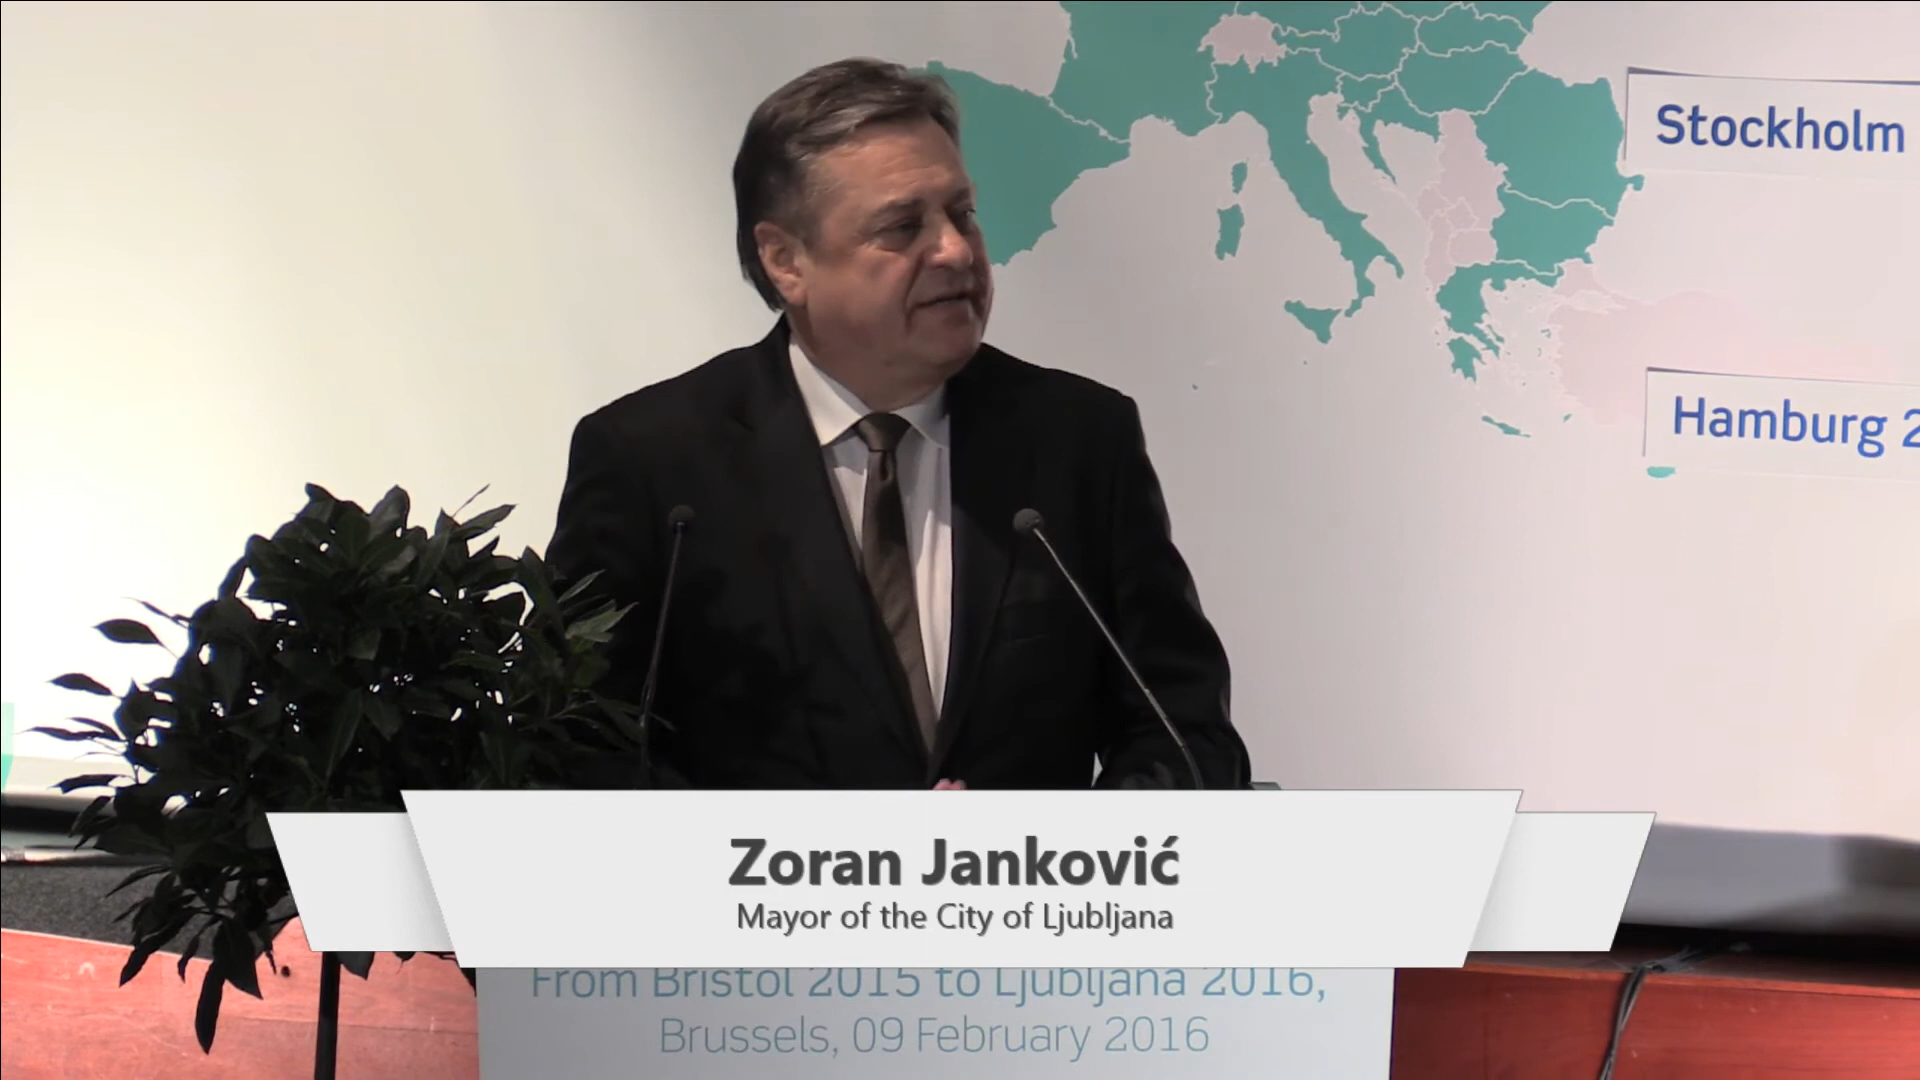 Stockholm
Hamburg 2
Zoran Janković
Mayor of the City of Ljubljana
From Bristol 2015 to Ljubljana 2016,
Brussels, 09 February 2016